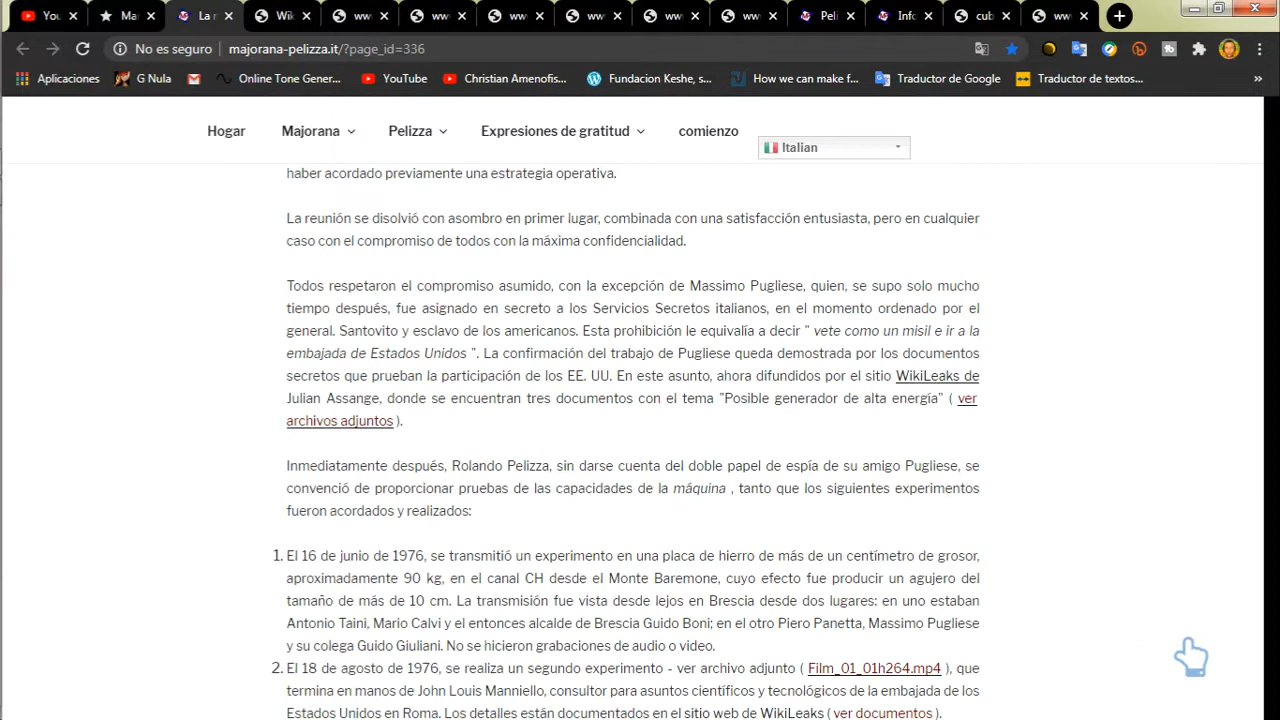 You
Ma
La r
Wik
ww
ww
ww
ww
ww
ww
Peli
Info
cub
ww
No es seguro
majorana-pelizza.it/?page_id=336
Aplicaciones
G Nula
Online Tone Gener...
YouTube
Christian Amenofis...
Fundacion Keshe, s...
How we can make f...
Traductor de Google
Traductor de textos...
»
Hogar
Majorana
Pelizza
Expresiones de gratitud
comienzo
Italian
haber acordado previamente una estrategia operativa.
La reunión se disolvió con asombro en primer lugar, combinada con una satisfacción entusiasta, pero en cualquier
caso con el compromiso de todos con la máxima confidencialidad.
Todos respetaron el compromiso asumido, con la excepción de Massimo Pugliese, quien, se supo solo mucho
tiempo después, fue asignado en secreto a los Servicios Secretos italianos, en el momento ordenado por el
general. Santovito y esclavo de los americanos. Esta prohibición le equivalía a decir " vete como un misil e ir a la
embajada de Estados Unidos ". La confirmación del trabajo de Pugliese queda demostrada por los documentos
secretos que prueban la participación de los EE. UU. En este asunto, ahora difundidos por el sitio WikiLeaks de
Julian Assange, donde se encuentran tres documentos con el tema "Posible generador de alta energía" ( ver
archivos adjuntos ).
Inmediatamente después, Rolando Pelizza, sin darse cuenta del doble papel de espía de su amigo Pugliese, se
convenció de proporcionar pruebas de las capacidades de la máquina , tanto que los siguientes experimentos
fueron acordados y realizados:
1. El 16 de junio de 1976, se transmitió un experimento en una placa de hierro de más de un centímetro de grosor,
aproximadamente 90 kg, en el canal CH desde el Monte Baremone, cuyo efecto fue producir un agujero del
tamaño de más de 10 cm. La transmisión fue vista desde lejos en Brescia desde dos lugares: en uno estaban
Antonio Taini, Mario Calvi y el entonces alcalde de Brescia Guido Boni; en el otro Piero Panetta, Massimo Pugliese
y su colega Guido Giuliani. No se hicieron grabaciones de audio o video.
2. El 18 de agosto de 1976, se realiza un segundo experimento - ver archivo adjunto ( Film_01_01h264.mp4 ), que
termina en manos de John Louis Manniello, consultor para asuntos científicos y tecnológicos de la embajada de los
Estados Unidos en Roma. Los detalles están documentados en el sitio web de WikiLeaks ( ver documentos ).